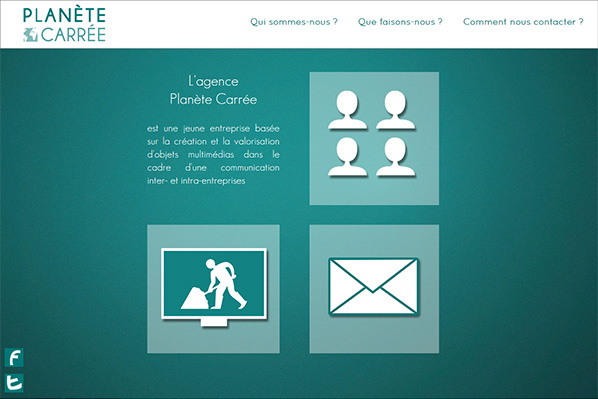 PLANÈTE
CARRÉE
Qui sommes-nous ? Que faisons-nous ? Comment nous contacter ?
L'agence
Planète Carrée
est une jeune entreprise basée
sur la création et la valorisation
d'objets multimédias dans le
cadre d'une communication
inter- et intra-entreprises
f
t